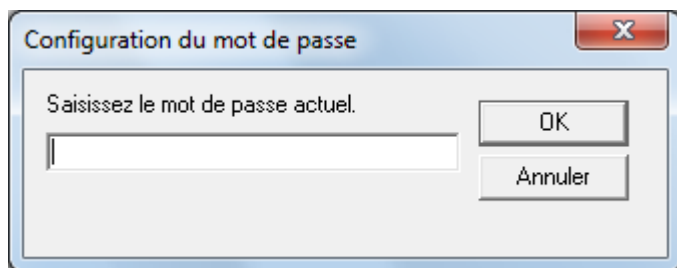 Configuration du mot de passe
Saisissez le mot de passe actuel.
OK
Annuler